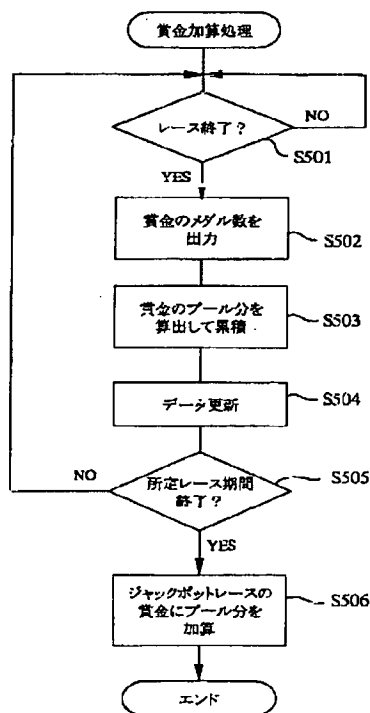 賞金加算処理
レース終了？
NO
S501
YES
賞金のメダル数を
出力
S502
賞金のプール分を
算出して累積
S503
データ更新
S504
NO
所定レース期間
終了？
S505
YES
ジャックポットレースの
賞金にプール分を
加算
S506
エンド